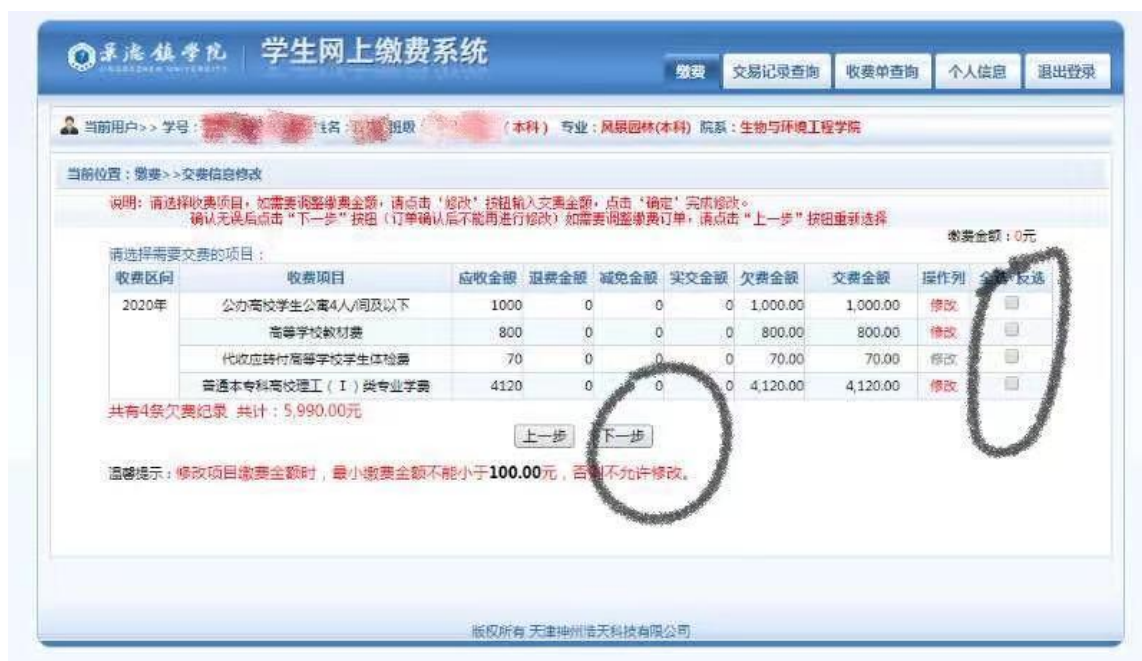 景德镇学院 学生网上缴费系统
JINGDEZHEN UNIVERSITY
缴费 交易记录查询 收费单查询 个人信息 退出登录
当前用户>> 学号: 姓名: 班级: (本科) 专业:风景园林(本科) 院系:生物与环境工程学院
当前位置:缴费>>交费信息修改
说明:请选择收费项目,如需要调整缴费金额,请点击‘修改’按钮输入交费金额,点击‘确定’完成修改。
确认无误后点击“下一步”按钮(订单确认后不能再进行修改)如需要调整缴费订单,请点击“上一步”按钮重新选择
缴费金额:0元
请选择需要交费的项目:
收费区间 收费项目 应收金额 退费金额 减免金额 实交金额 欠费金额 交费金额 操作列 全选/反选
2020年 公办高校学生公寓4人/间及以下 1000 0 0 0 1,000.00 1,000.00 修改
高等学校教材费 800 0 0 0 800.00 800.00 修改
代收应转付高等学校学生体检费 70 0 0 0 70.00 70.00 修改
普通本专科高校理工(I)类专业学费 4120 0 0 0 4,120.00 4,120.00 修改
共有4条欠费纪录 共计:5,990.00元
上一步 下一步
温馨提示:修改项目缴费金额时,最小缴费金额不能小于100.00元,否则不允许修改。
版权所有 天津神州浩天科技有限公司